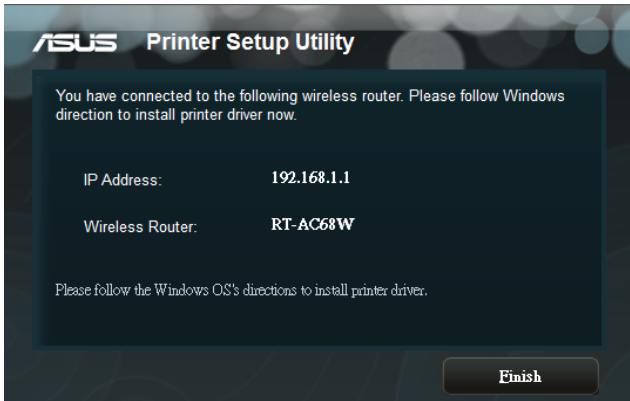 ASUS Printer Setup Utility
You have connected to the following wireless router. Please follow Windows
direction to install printer driver now.
IP Address: 192.168.1.1
Wireless Router: RT-AC68W
Please follow the Windows OS's directions to install printer driver.
Finish